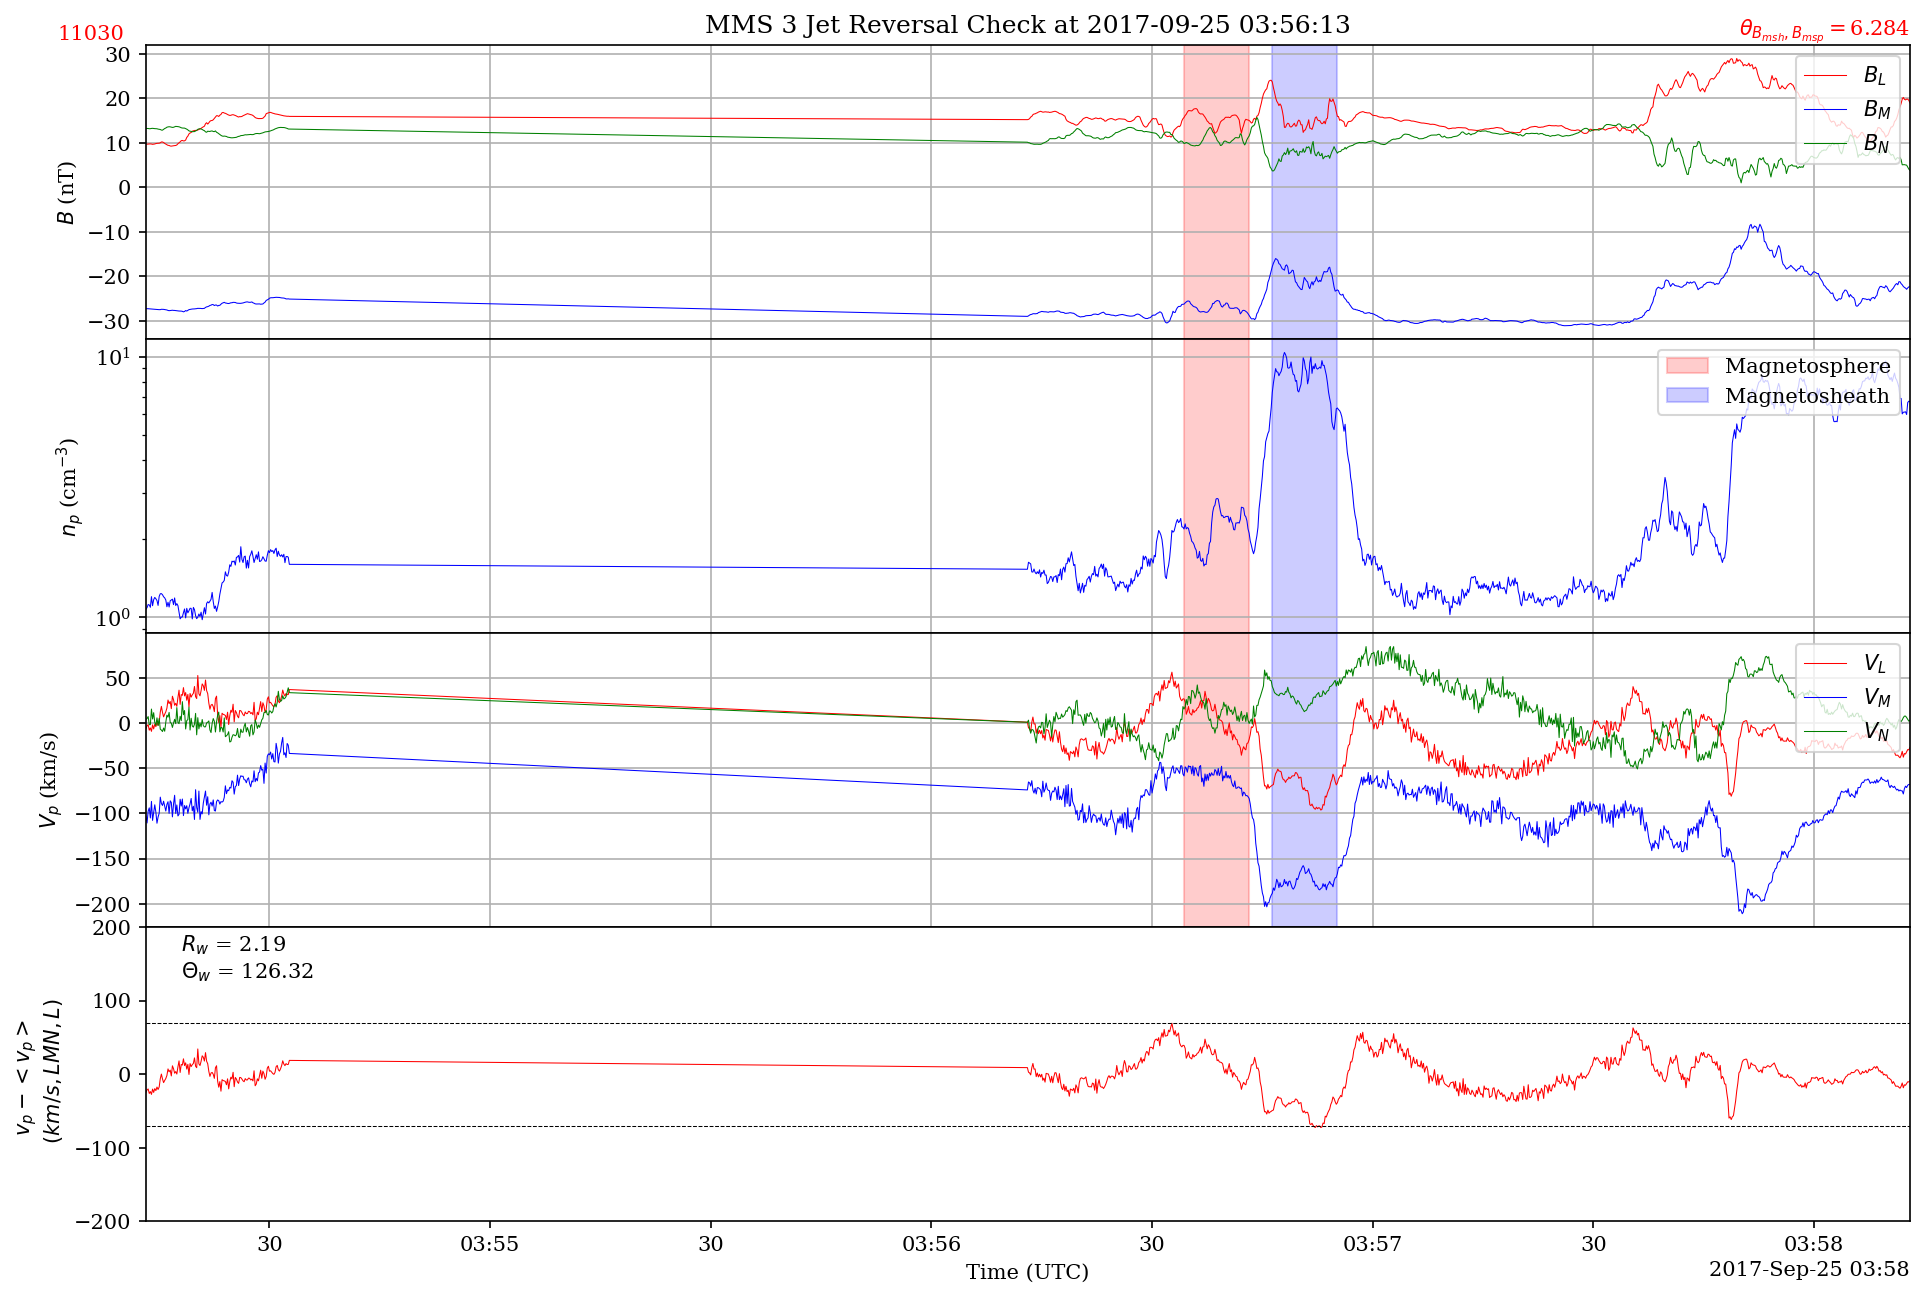 MMS 3 Jet Reversal Check at 2017-09-25 03:56:13
11030
θ_{B_{msh}, B_{msp}} = 6.284
30
20
10
0
−10
−20
−30
B (nT)
B_L
B_M
B_N
10^1
10^0
n_p (cm^{−3})
Magnetosphere
Magnetosheath
50
0
−50
−100
−150
−200
V_p (km/s)
V_L
V_M
V_N
200
100
0
−100
−200
v_p − < v_p >
(km/s, LMN, L)
R_w = 2.19
Θ_w = 126.32
30
03:55
30
03:56
30
03:57
30
03:58
Time (UTC)
2017-Sep-25 03:58